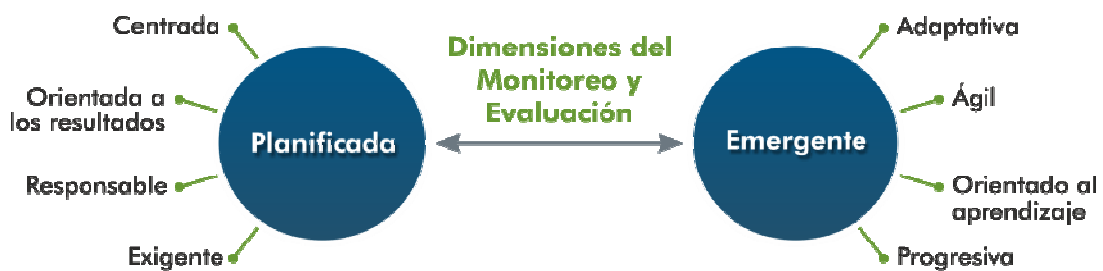 Centrada
Orientada a
los resultados
Responsable
Exigente
Planificada
Dimensiones del
Monitoreo y
Evaluación
Emergente
Adaptativa
Ágil
Orientado al
aprendizaje
Progresiva